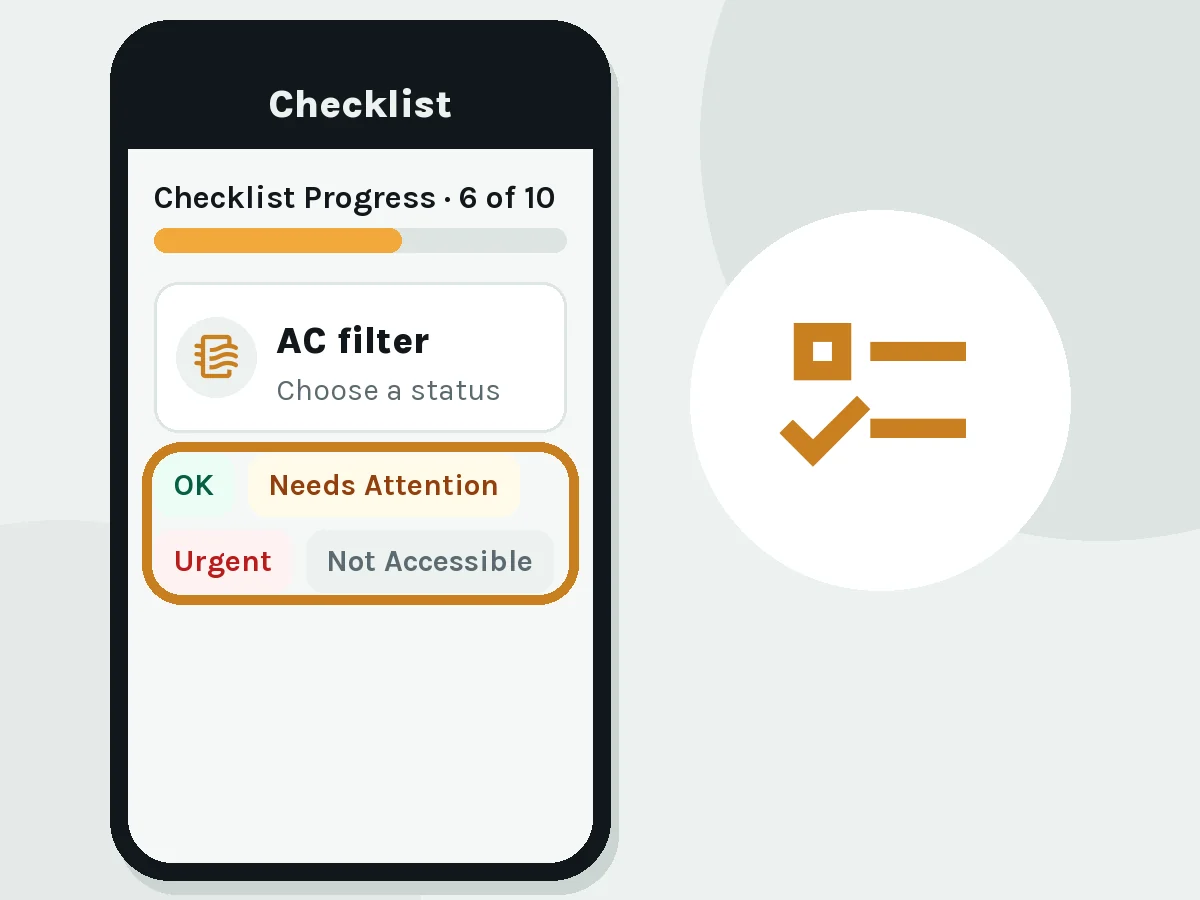 Checklist
Checklist Progress · 6 of 10
AC filter
Choose a status
OK
Needs Attention
Urgent
Not Accessible